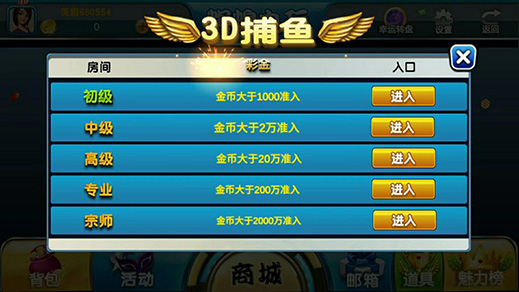 3D捕鱼
幸运转盘 设置 返回
房间 彩金 入口
初级 金币大于1000准入 进入
中级 金币大于2万准入 进入
高级 金币大于20万准入 进入
专业 金币大于200万准入 进入
宗师 金币大于2000万准入 进入
背包 活动 商城 邮箱 道具 魅力榜